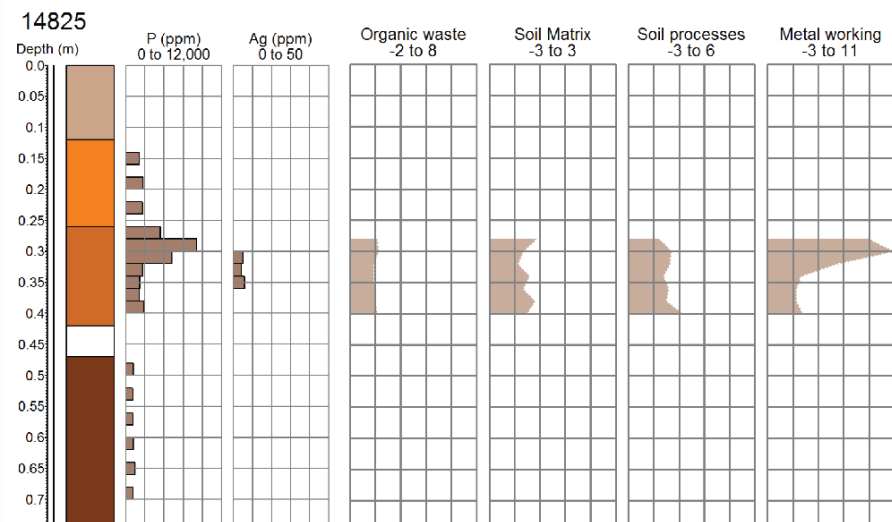 14825
Depth (m)
P (ppm)
0 to 12,000
Ag (ppm)
0 to 50
Organic waste
-2 to 8
Soil Matrix
-3 to 3
Soil processes
-3 to 6
Metal working
-3 to 11
0.0
0.05
0.1
0.15
0.2
0.25
0.3
0.35
0.4
0.45
0.5
0.55
0.6
0.65
0.7